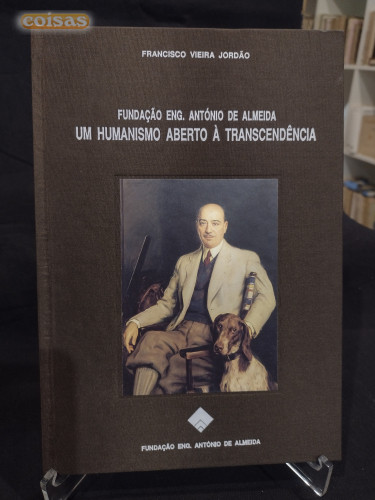 coisas
FRANCISCO VIEIRA JORDÃO
FUNDAÇÃO ENG. ANTÓNIO DE ALMEIDA
UM HUMANISMO ABERTO À TRANSCENDÊNCIA
FUNDAÇÃO ENG. ANTÓNIO DE ALMEIDA